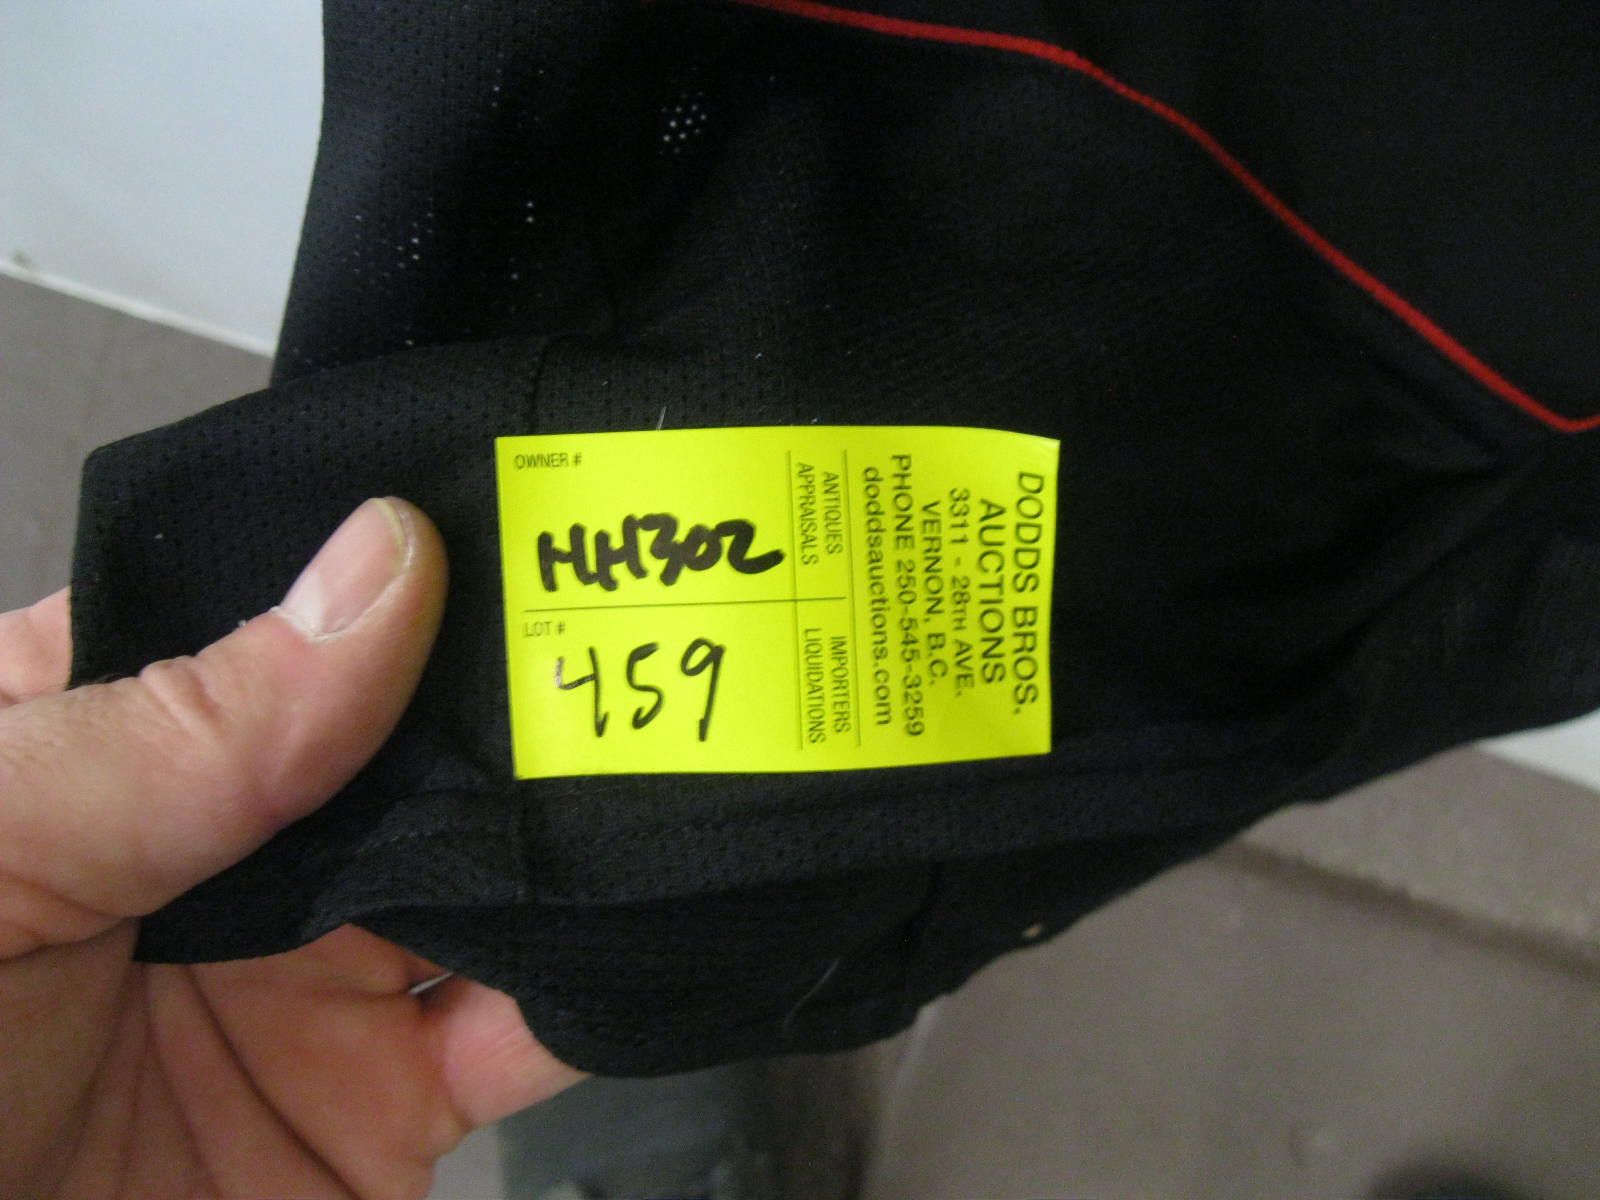 OWNER #
HH302
LOT #
459
ANTIQUES
APPRAISALS
IMPORTERS
LIQUIDATIONS
DODDS BROS.
AUCTIONS
3311 - 28TH AVE.
VERNON, B.C.
PHONE 250-545-3259
doddsauctions.com